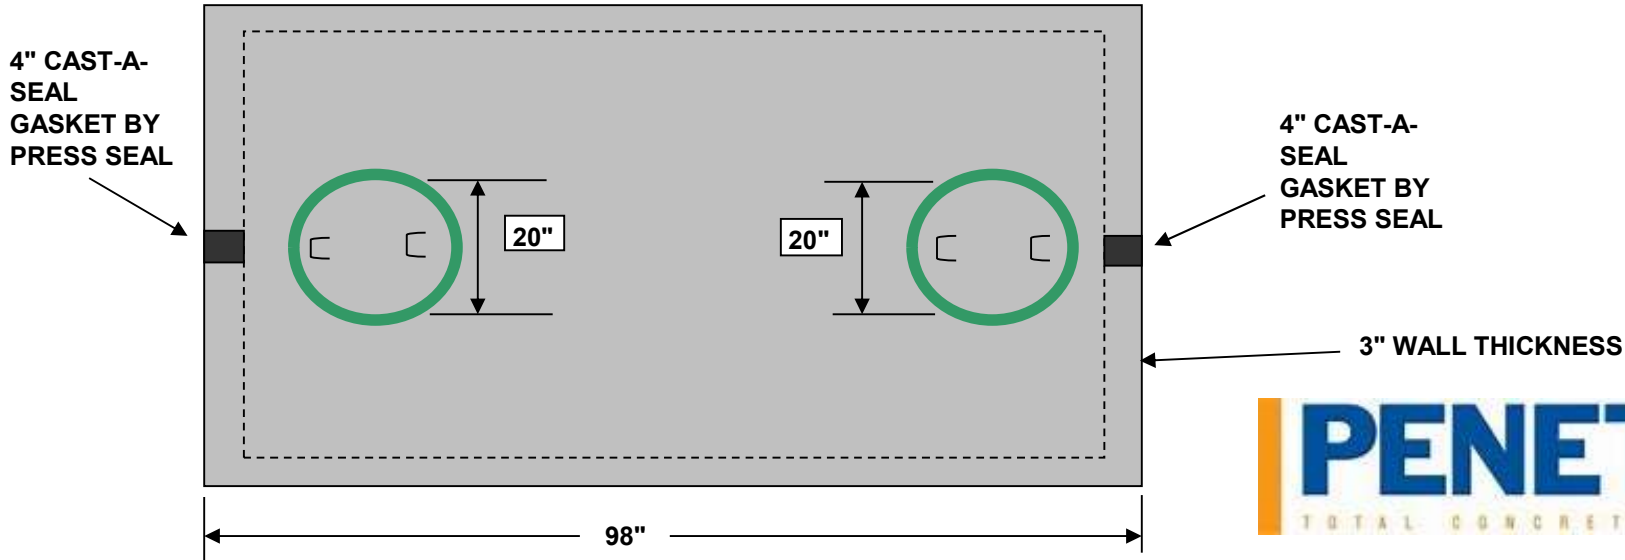 4" CAST-A-
SEAL
GASKET BY
PRESS SEAL
4" CAST-A-
SEAL
GASKET BY
PRESS SEAL
20"
20"
3" WALL THICKNESS
PENET
TOTAL CONCRET
98"